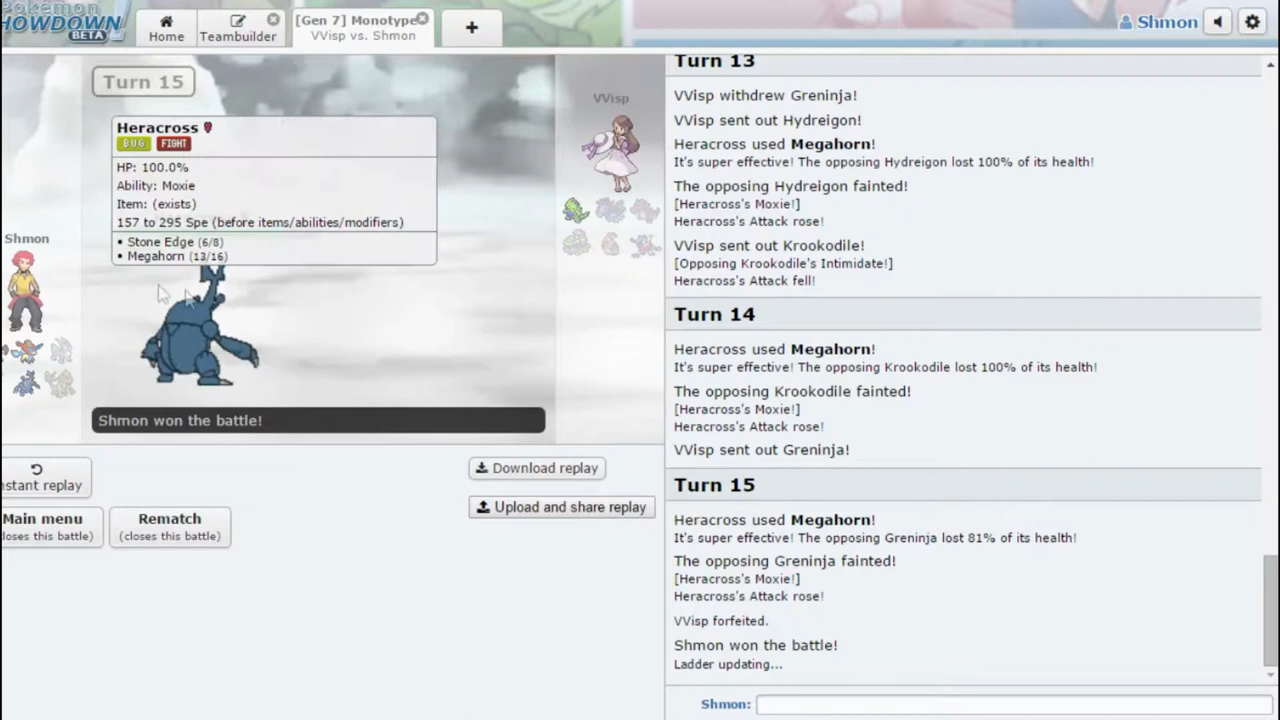 Pokémon
HOWDOWN
BETA
Home
Teambuilder
[Gen 7] Monotype
VVisp vs. Shmon
+
Shmon
Turn 15
VVisp
Heracross
BUG FIGHT
HP: 100.0%
Ability: Moxie
Item: (exists)
157 to 295 Spe (before items/abilities/modifiers)
• Stone Edge (6/8)
• Megahorn (13/16)
Shmon
Shmon won the battle!
nstant replay
Download replay
Upload and share replay
Main menu
loses this battle)
Rematch
(closes this battle)
Turn 13
VVisp withdrew Greninja!
VVisp sent out Hydreigon!
Heracross used Megahorn!
It's super effective! The opposing Hydreigon lost 100% of its health!
The opposing Hydreigon fainted!
[Heracross's Moxie!]
Heracross's Attack rose!
VVisp sent out Krookodile!
[Opposing Krookodile's Intimidate!]
Heracross's Attack fell!
Turn 14
Heracross used Megahorn!
It's super effective! The opposing Krookodile lost 100% of its health!
The opposing Krookodile fainted!
[Heracross's Moxie!]
Heracross's Attack rose!
VVisp sent out Greninja!
Turn 15
Heracross used Megahorn!
It's super effective! The opposing Greninja lost 81% of its health!
The opposing Greninja fainted!
[Heracross's Moxie!]
Heracross's Attack rose!
VVisp forfeited.
Shmon won the battle!
Ladder updating...
Shmon: